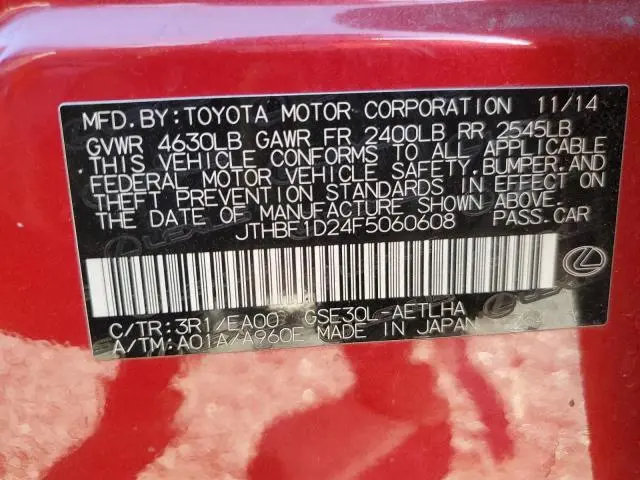 MFD. BY: TOYOTA MOTOR CORPORATION 11/14
GVWR 4630LB GAWR FR 2400LB RR 2545LB
THIS VEHICLE CONFORMS TO ALL APPLICABLE
FEDERAL MOTOR VEHICLE SAFETY, BUMPER, AND
THEFT PREVENTION STANDARDS IN EFFECT ON
THE DATE OF MANUFACTURE SHOWN ABOVE.
JTHBF1D24F5060608 PASS. CAR
C/TR: 3R1/EA00 GSE30L-AETLHA
A/TM: A01A/A960E MADE IN JAPAN